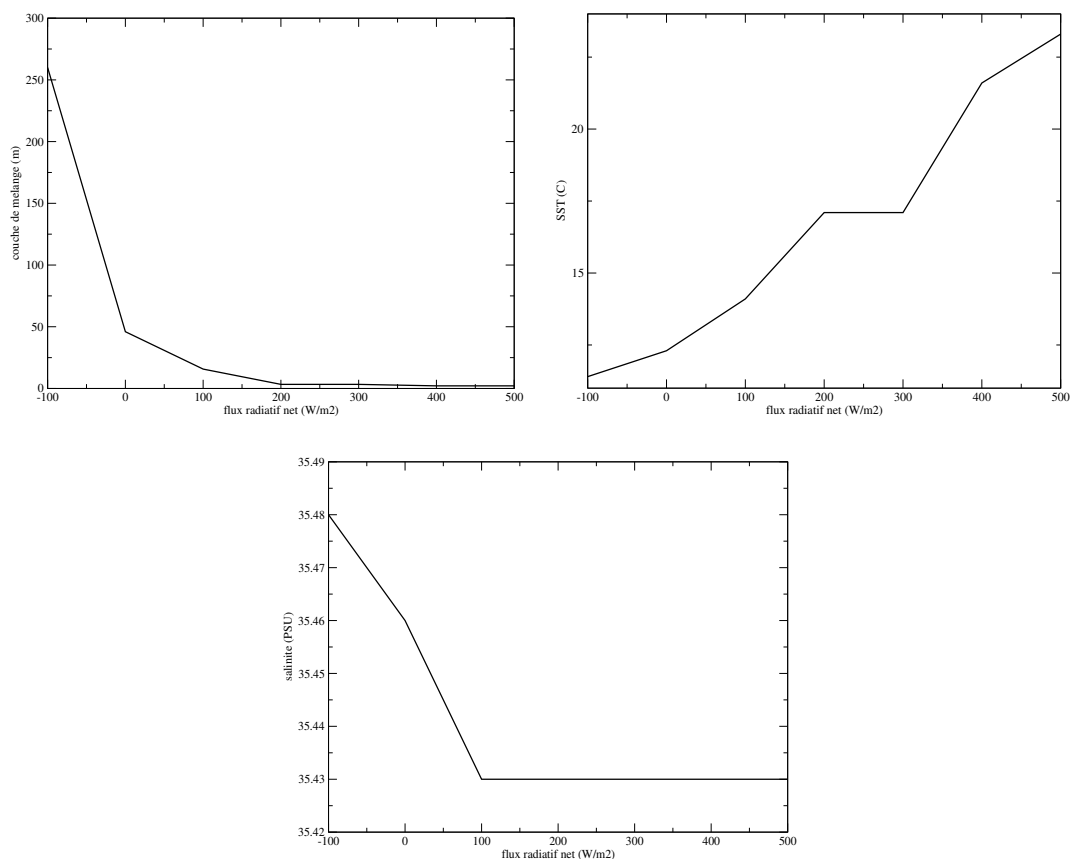 300
250
200
150
100
50
0
couche de melange (m)
-100 0 100 200 300 400 500
flux radiatif net (W/m2)
20
15
SST (C)
-100 0 100 200 300 400 500
flux radiatif net (W/m2)
35.49
35.48
35.47
35.46
35.45
35.44
35.43
35.42
salinite (PSU)
-100 0 100 200 300 400 500
flux radiatif net (W/m2)